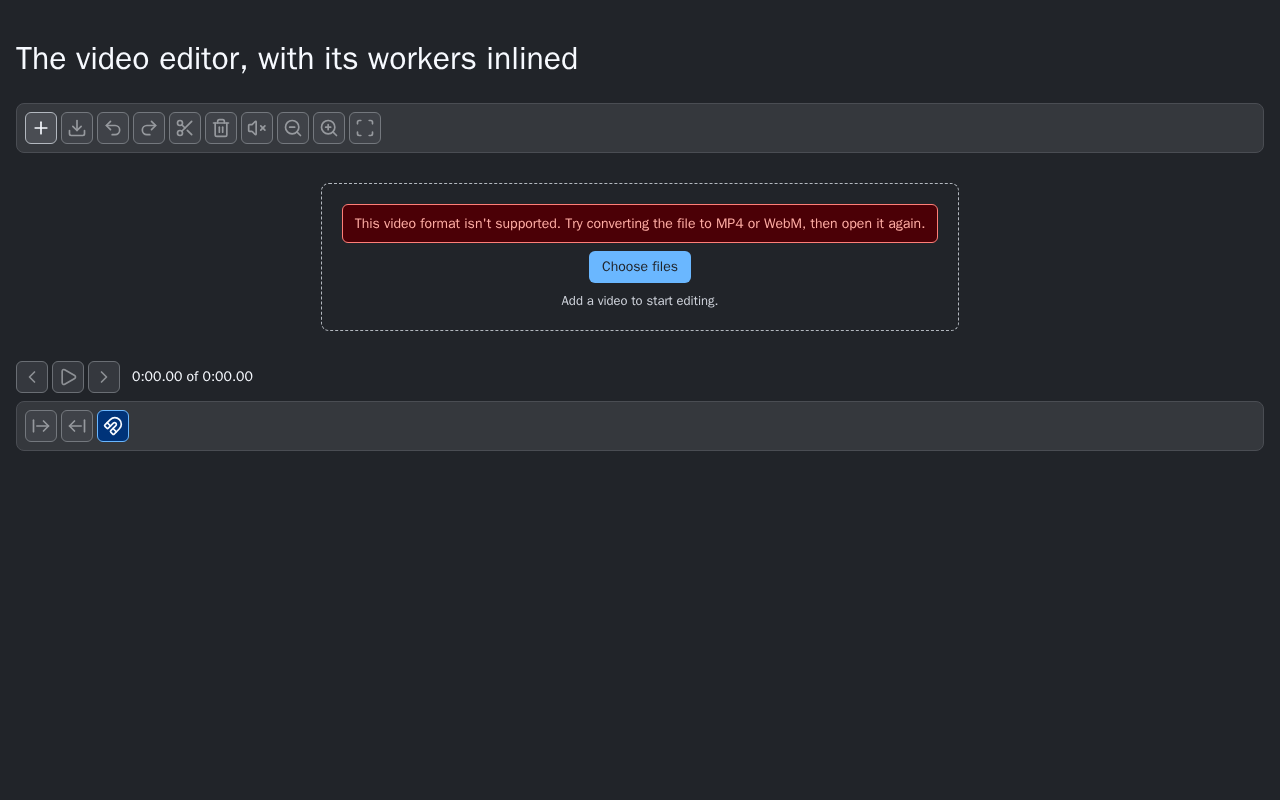 The video editor, with its workers inlined
This video format isn't supported. Try converting the file to MP4 or WebM, then open it again.
Choose files
Add a video to start editing.
0:00.00 of 0:00.00